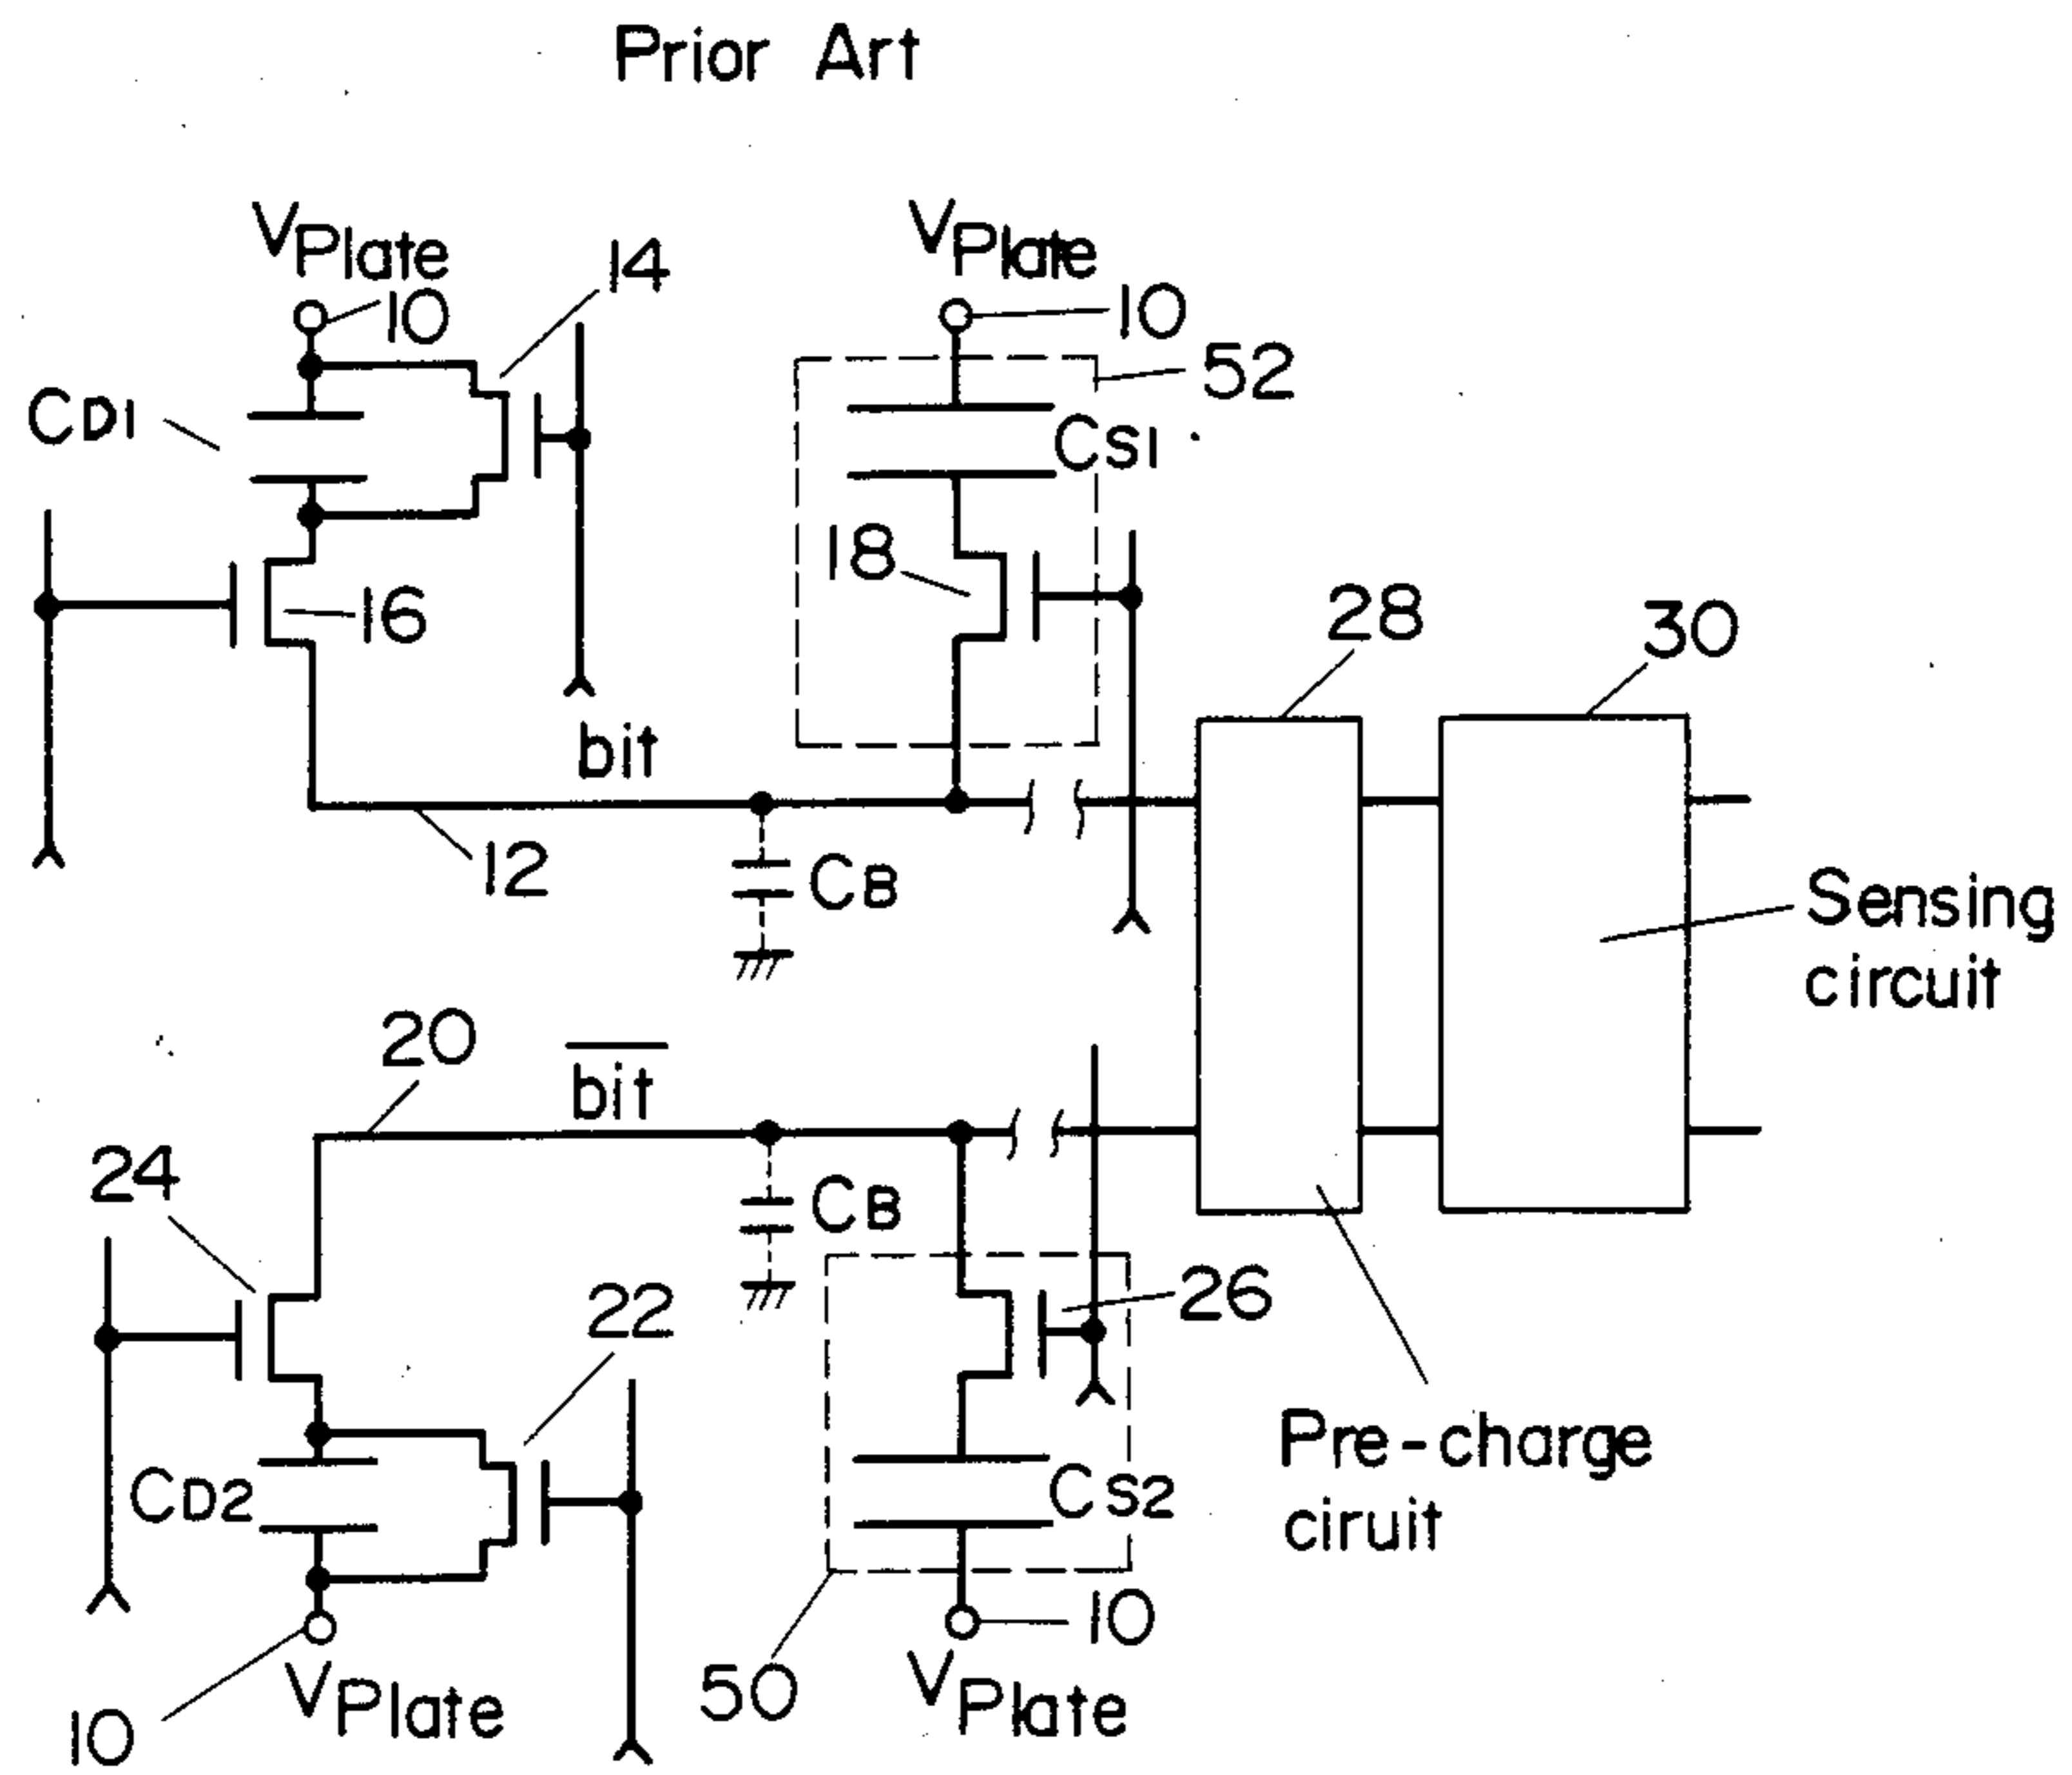 Prior Art
VPlate
VPlate
14
10
10
52
CD1
CS1
18
16
28
30
bit
12
CB
Sensing
circuit
20
bit
24
CB
22
26
CD2
CS2
Pre-charge
ciruit
10
50
VPlate
VPlate
10